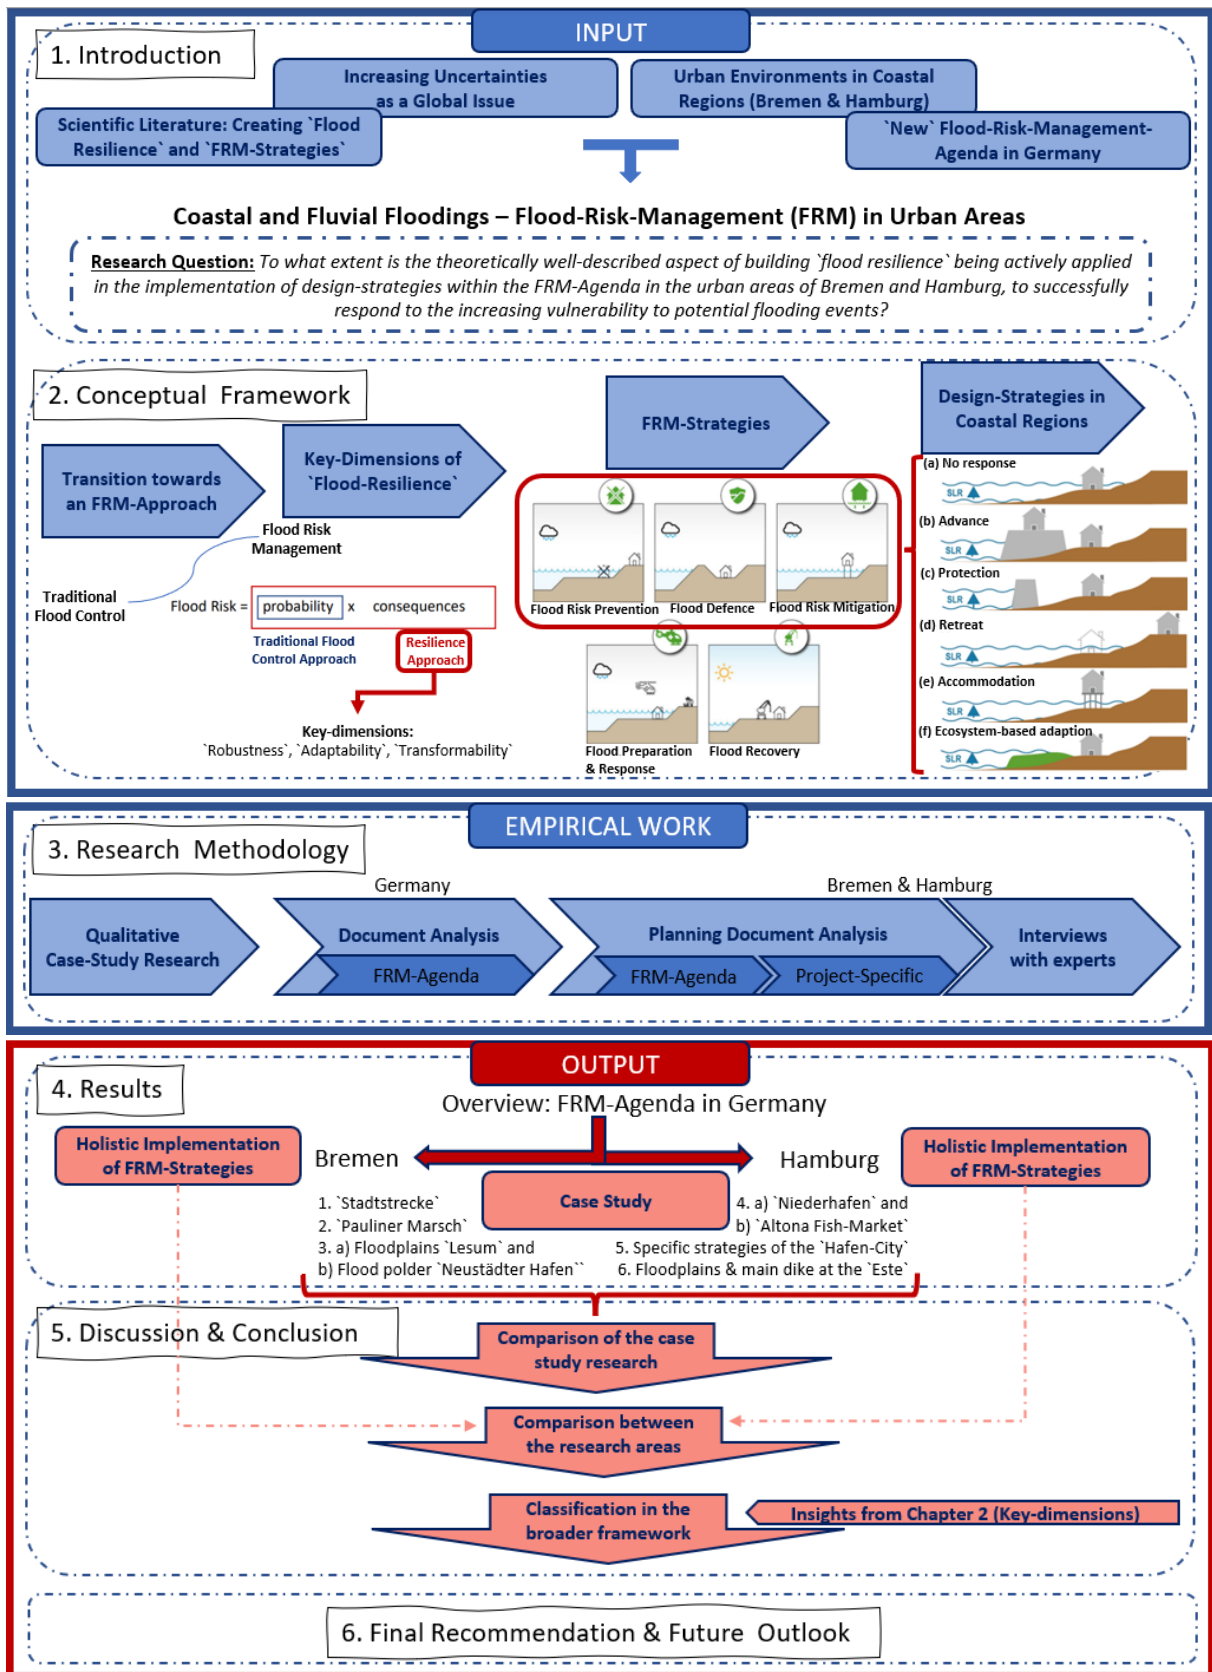 INPUT
1. Introduction
Increasing Uncertainties
as a Global Issue
Urban Environments in Coastal
Regions (Bremen & Hamburg)
Scientific Literature: Creating `Flood
Resilience` and `FRM-Strategies`
`New` Flood-Risk-Management-
Agenda in Germany
Coastal and Fluvial Floodings – Flood-Risk-Management (FRM) in Urban Areas
Research Question: To what extent is the theoretically well-described aspect of building `flood resilience` being actively applied
in the implementation of design-strategies within the FRM-Agenda in the urban areas of Bremen and Hamburg, to successfully
respond to the increasing vulnerability to potential flooding events?
2. Conceptual Framework
Transition towards
an FRM-Approach
Key-Dimensions of
`Flood-Resilience`
FRM-Strategies
Design-Strategies in
Coastal Regions
Flood Risk
Management
Traditional
Flood Control
Flood Risk = probability x consequences
Traditional Flood
Control Approach
Resilience
Approach
Key-dimensions:
`Robustness`, `Adaptability`, `Transformability`
Flood Risk Prevention
Flood Defence
Flood Risk Mitigation
Flood Preparation
& Response
Flood Recovery
(a) No response
SLR
(b) Advance
SLR
(c) Protection
SLR
(d) Retreat
SLR
(e) Accommodation
SLR
(f) Ecosystem-based adaption
SLR
EMPIRICAL WORK
3. Research Methodology
Germany
Bremen & Hamburg
Qualitative
Case-Study Research
Document Analysis
FRM-Agenda
Planning Document Analysis
FRM-Agenda
Project-Specific
Interviews
with experts
OUTPUT
4. Results
Overview: FRM-Agenda in Germany
Holistic Implementation
of FRM-Strategies
Bremen
Hamburg
Holistic Implementation
of FRM-Strategies
Case Study
1. `Stadtstrecke`
2. `Pauliner Marsch`
3. a) Floodplains `Lesum` and
b) Flood polder `Neustädter Hafen``
4. a) `Niederhafen` and
b) `Altona Fish-Market`
5. Specific strategies of the `Hafen-City`
6. Floodplains & main dike at the `Este`
5. Discussion & Conclusion
Comparison of the case
study research
Comparison between
the research areas
Classification in the
broader framework
Insights from Chapter 2 (Key-dimensions)
6. Final Recommendation & Future Outlook